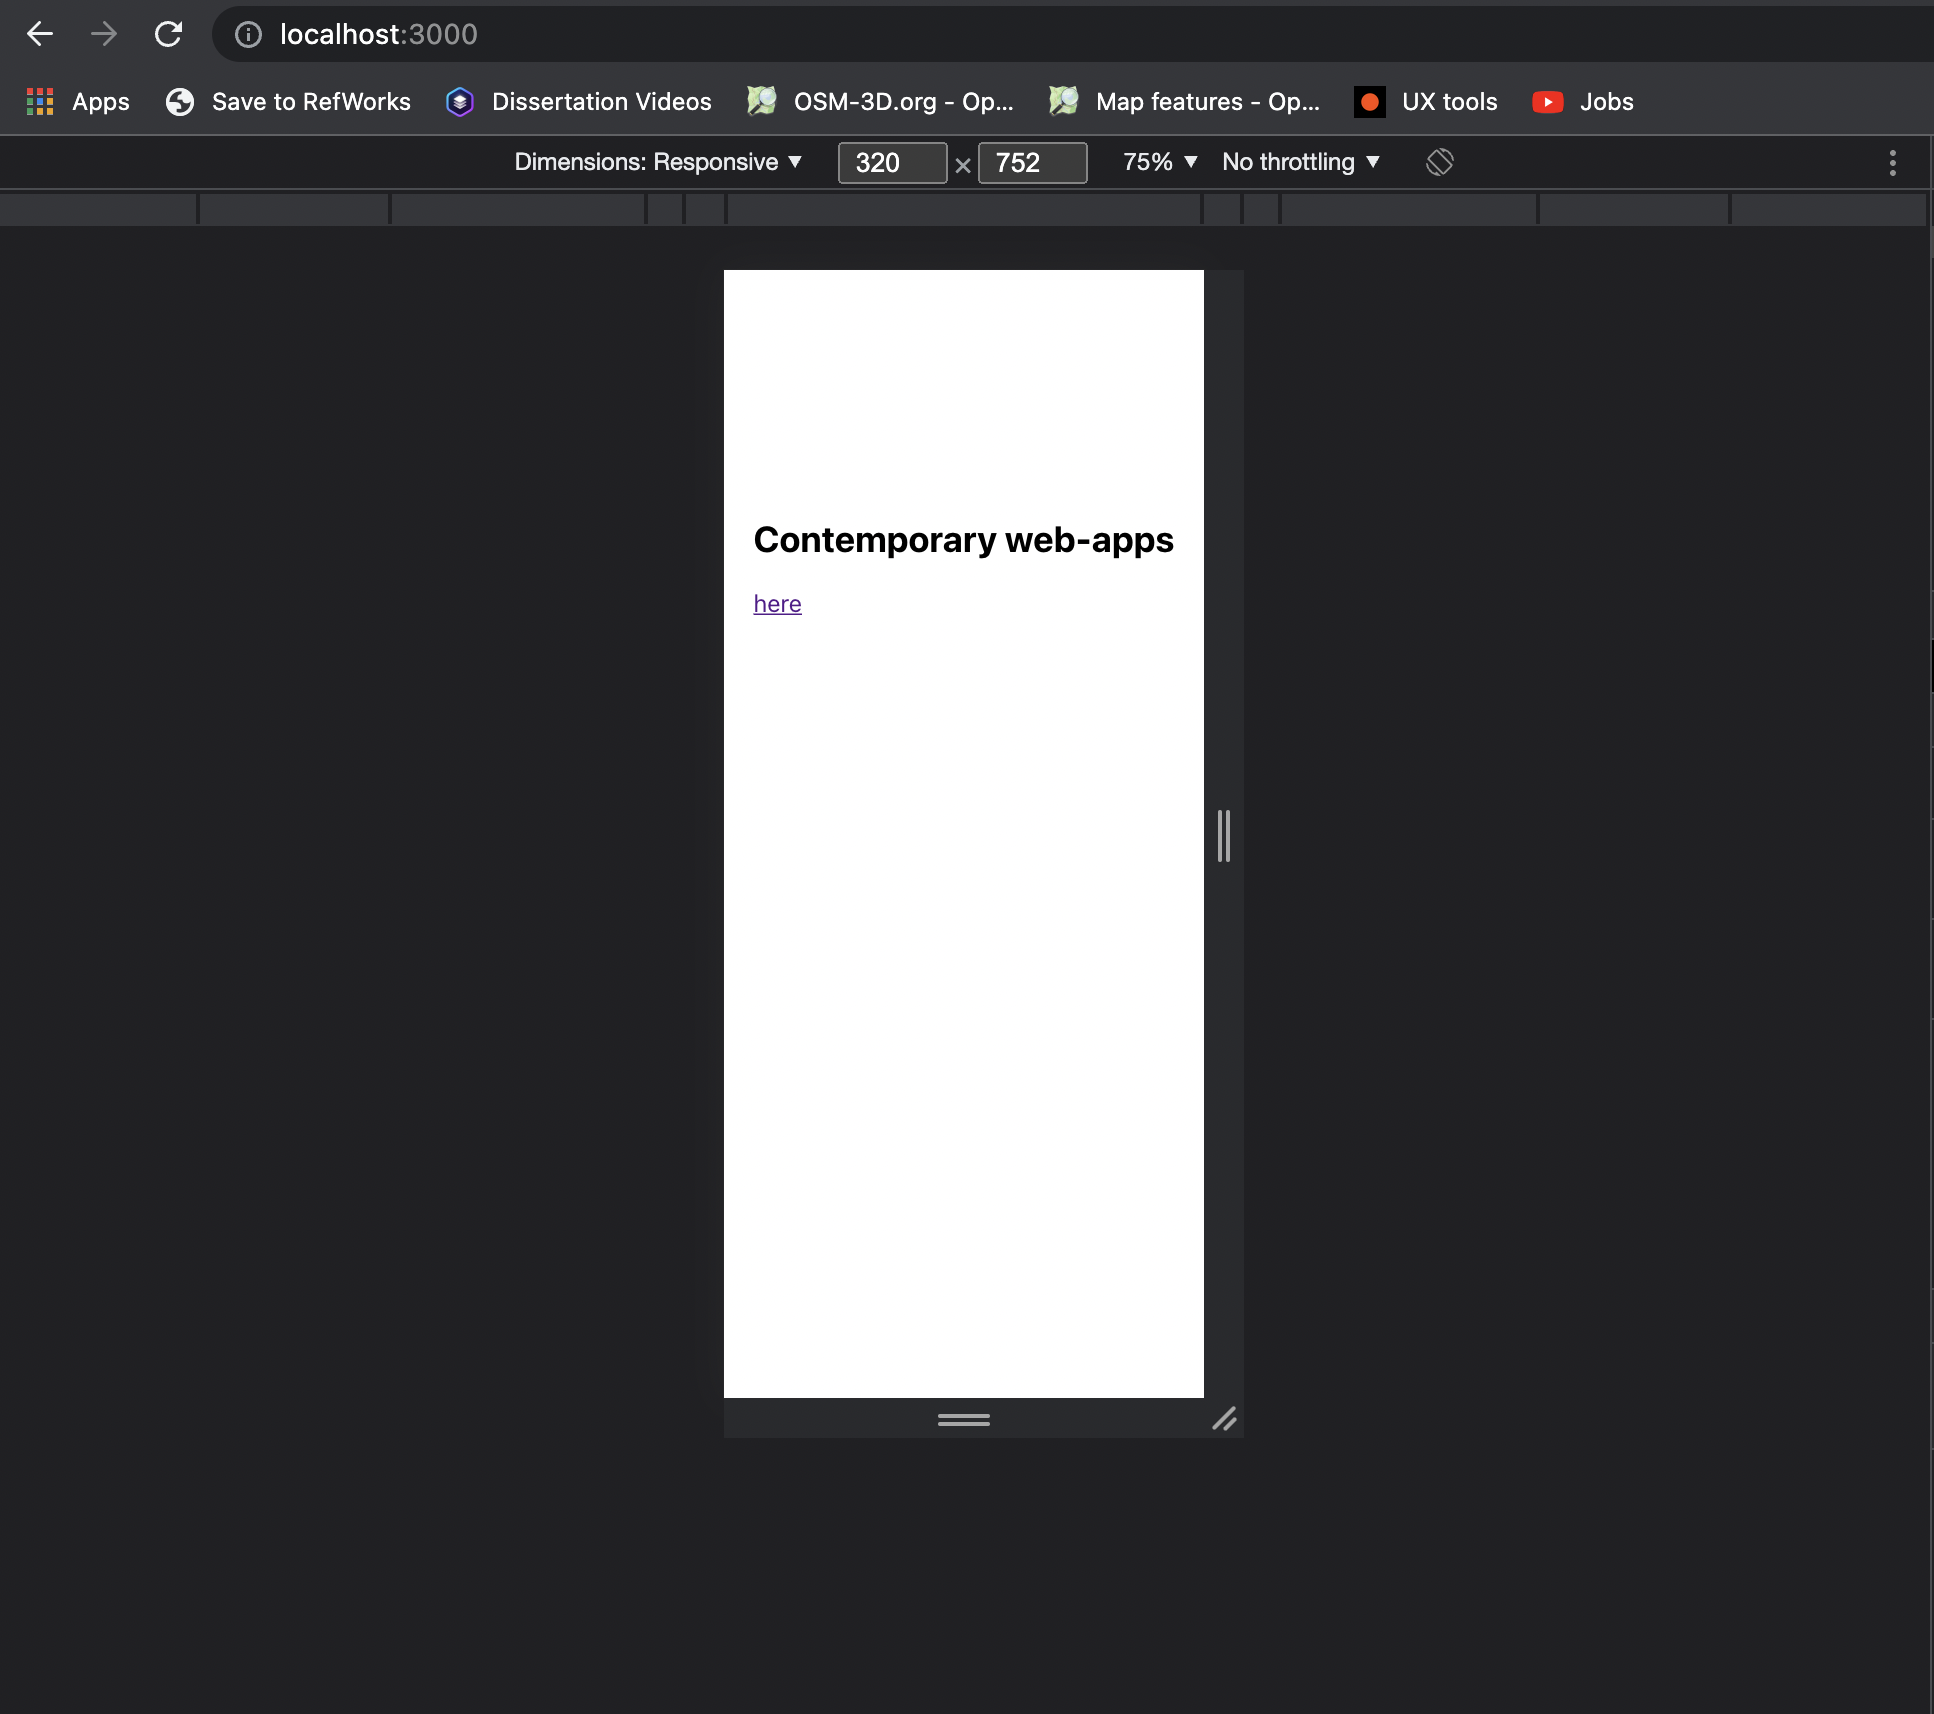 localhost:3000
Apps Save to RefWorks Dissertation Videos OSM-3D.org - Op... Map features - Op... UX tools Jobs
Dimensions: Responsive ▼ 320 × 752 75% ▼ No throttling ▼
Contemporary web-apps
here